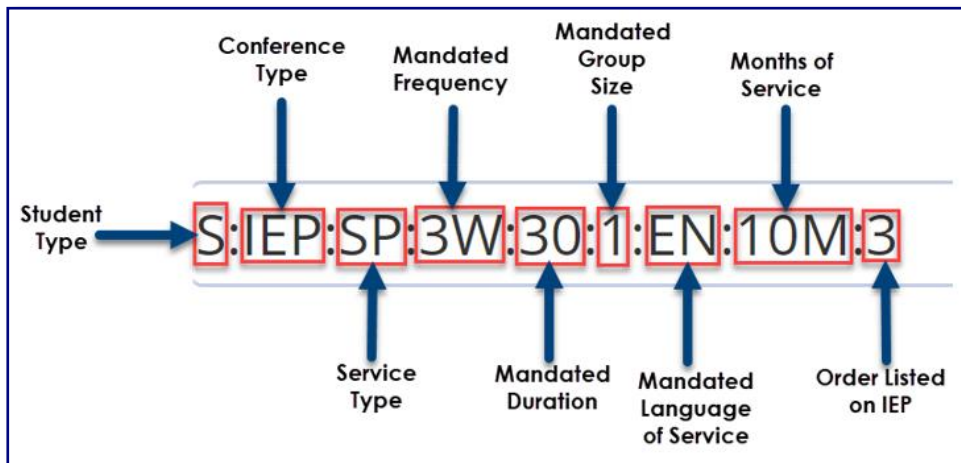 Conference
Type
Mandated
Frequency
Mandated
Group
Size
Months of
Service
Student
Type
S:IEP:SP:3W:30:1:EN:10M:3
Service
Type
Mandated
Duration
Mandated
Language
of Service
Order Listed
on IEP